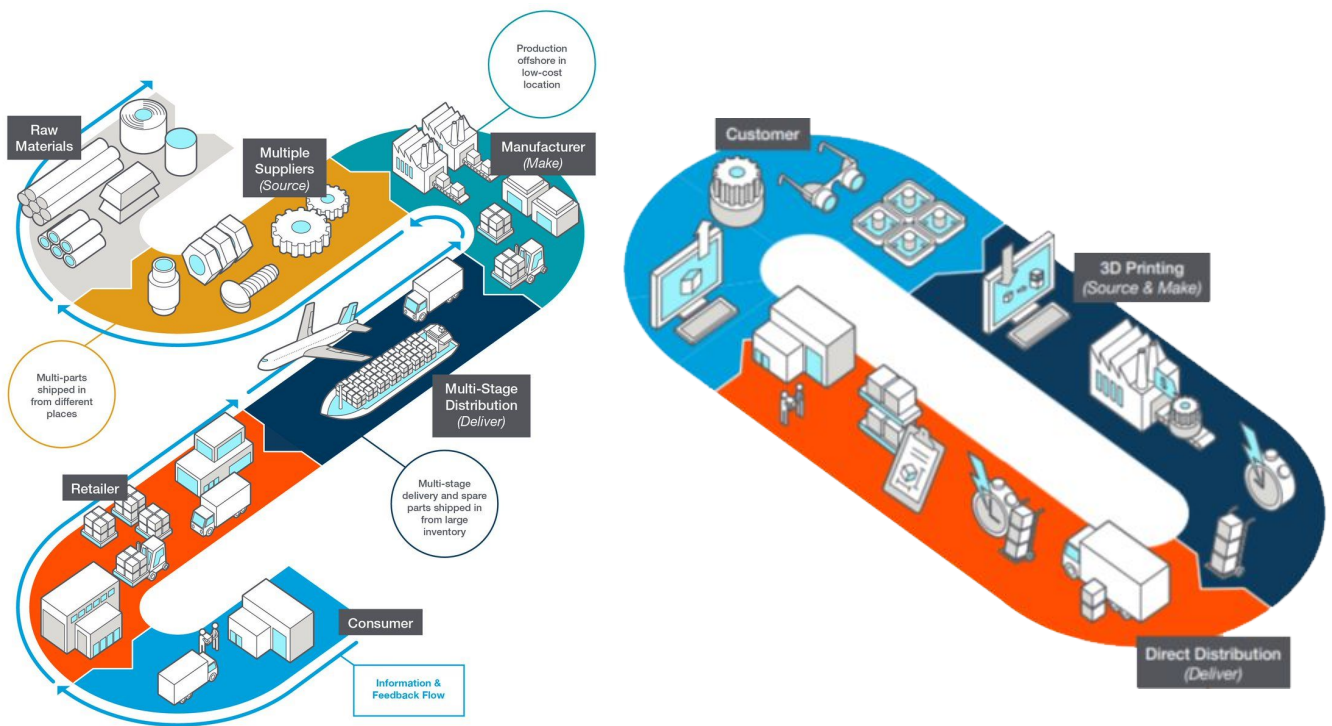 Production
offshore in
low-cost
location
Raw
Materials
Multiple
Suppliers
(Source)
Manufacturer
(Make)
Multi-parts
shipped in
from different
places
Multi-Stage
Distribution
(Deliver)
Retailer
Multi-stage
delivery and spare
parts shipped in
from large
inventory
Consumer
Information &
Feedback Flow
Customer
3D Printing
(Source & Make)
Direct Distribution
(Deliver)